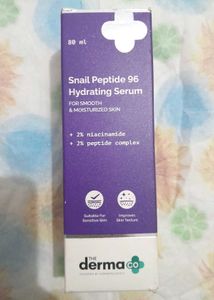 80 ml
Snail Peptide 96
Hydrating Serum
FOR SMOOTH
& MOISTURIZED SKIN
+ 2% niacinamide
+ 2% peptide complex
Suitable For
Sensitive Skin
Improves
Skin Texture
THE
derma co